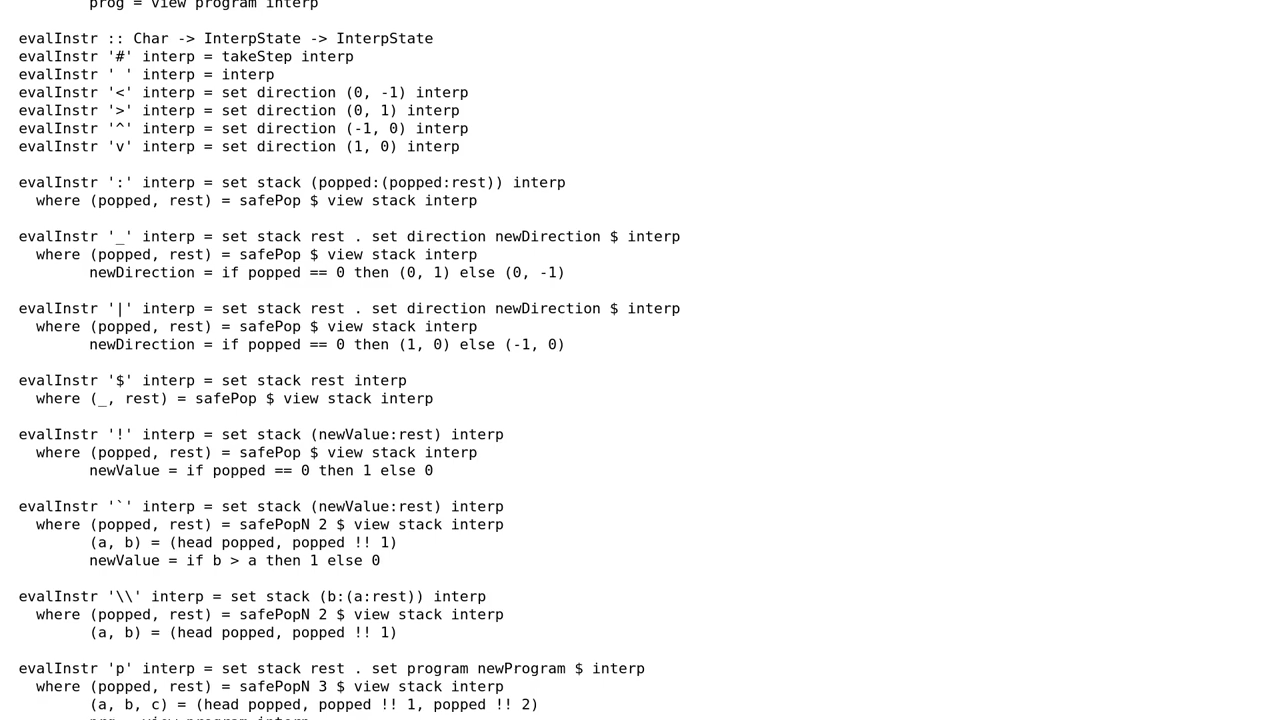 prog = view program interp
evalInstr :: Char -> InterpState -> InterpState
evalInstr '#' interp = takeStep interp
evalInstr ' ' interp = interp
evalInstr '<' interp = set direction (0, -1) interp
evalInstr '>' interp = set direction (0, 1) interp
evalInstr '^' interp = set direction (-1, 0) interp
evalInstr 'v' interp = set direction (1, 0) interp
evalInstr ':' interp = set stack (popped:(popped:rest)) interp
where (popped, rest) = safePop $ view stack interp
evalInstr '_' interp = set stack rest . set direction newDirection $ interp
where (popped, rest) = safePop $ view stack interp
newDirection = if popped == 0 then (0, 1) else (0, -1)
evalInstr '|' interp = set stack rest . set direction newDirection $ interp
where (popped, rest) = safePop $ view stack interp
newDirection = if popped == 0 then (1, 0) else (-1, 0)
evalInstr '$' interp = set stack rest interp
where (_, rest) = safePop $ view stack interp
evalInstr '!' interp = set stack (newValue:rest) interp
where (popped, rest) = safePop $ view stack interp
newValue = if popped == 0 then 1 else 0
evalInstr '`' interp = set stack (newValue:rest) interp
where (popped, rest) = safePopN 2 $ view stack interp
(a, b) = (head popped, popped !! 1)
newValue = if b > a then 1 else 0
evalInstr '\\' interp = set stack (b:(a:rest)) interp
where (popped, rest) = safePopN 2 $ view stack interp
(a, b) = (head popped, popped !! 1)
evalInstr 'p' interp = set stack rest . set program newProgram $ interp
where (popped, rest) = safePopN 3 $ view stack interp
(a, b, c) = (head popped, popped !! 1, popped !! 2)